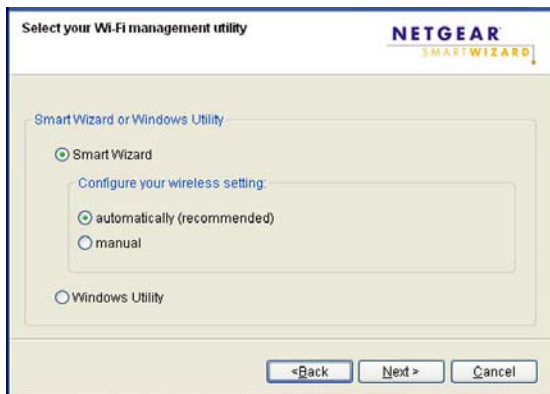 Select your Wi-Fi management utility
NETGEAR
SMARTWIZARD
Smart Wizard or Windows Utility
Smart Wizard
Configure your wireless setting:
automatically (recommended)
manual
Windows Utility
<Back
Next >
Cancel